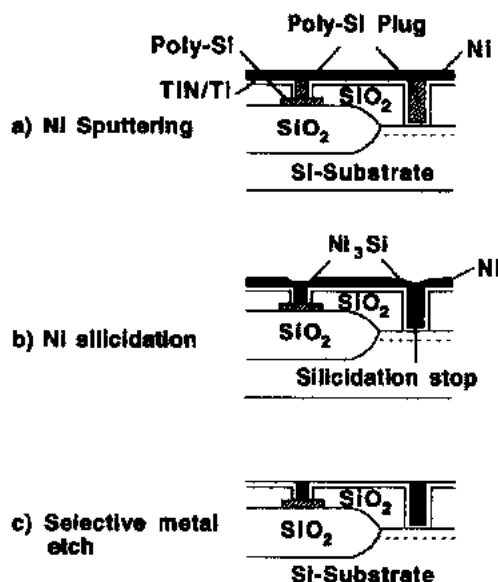 Poly-Si Plug
Poly-Si
Ni
TiN/Ti
SiO2
a) Ni Sputtering
SiO2
Si-Substrate
Ni3Si
Ni
SiO2
b) Ni silicidation
SiO2
Silicidation stop
SiO2
c) Selective metal
etch
SiO2
Si-Substrate